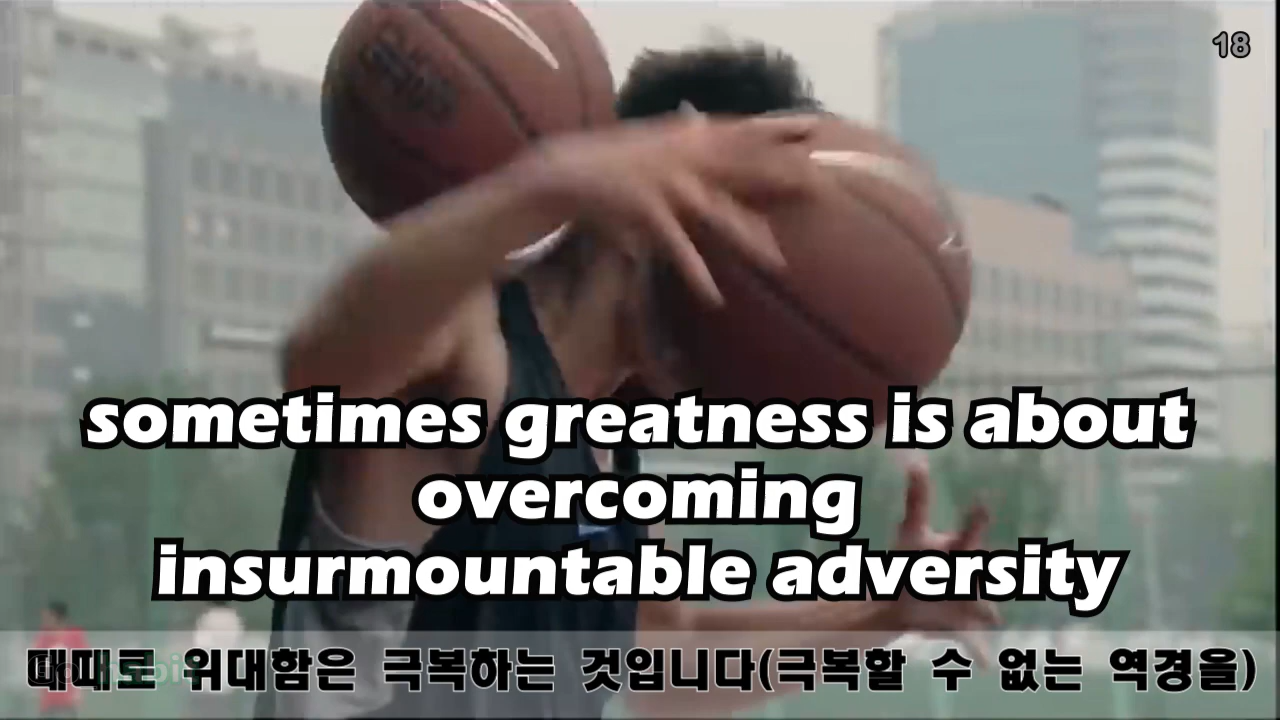 18
sometimes greatness is about
overcoming
insurmountable adversity
때때로 위대함은 극복하는 것입니다(극복할 수 없는 역경을)